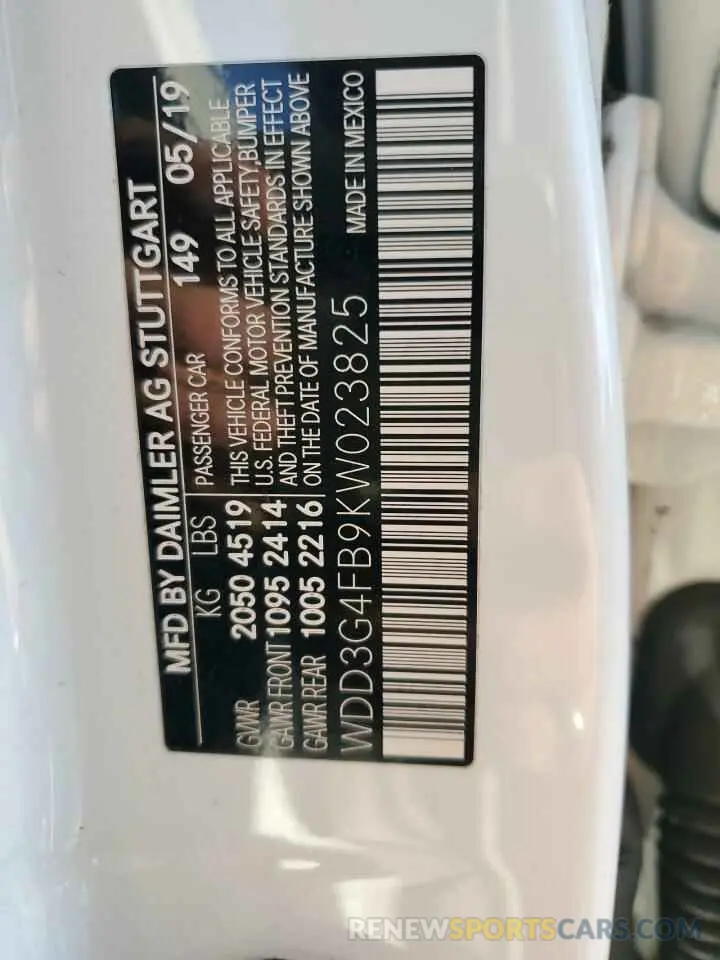 MFD BY DAIMLER AG STUTTGART
149 05/19
KG LBS PASSENGER CAR
GVWR 2050 4519 THIS VEHICLE CONFORMS TO ALL APPLICABLE
GAWR FRONT 1095 2414 U.S. FEDERAL MOTOR VEHICLE SAFETY,BUMPER
AND THEFT PREVENTION STANDARDS IN EFFECT
GAWR REAR 1005 2216 ON THE DATE OF MANUFACTURE SHOWN ABOVE
WDD3G4FB9KW023825 MADE IN MEXICO
RENEWSPORTSCARS.COM